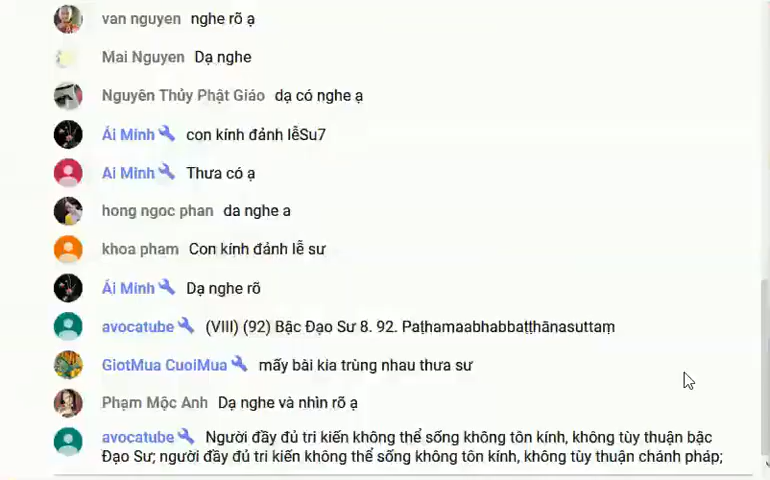 van nguyen nghe rõ ạ
Mai Nguyen Dạ nghe
Nguyên Thủy Phật Giáo dạ có nghe ạ
Ái Minh con kính đảnh lễSu7
Ai Minh Thưa có ạ
hong ngoc phan da nghe a
khoa pham Con kính đảnh lễ sư
Ái Minh Dạ nghe rõ
avocatube (VIII) (92) Bậc Đạo Sư 8. 92. Paṭhamaabhabbaṭṭhānasuttaṃ
GiotMua CuoiMua mấy bài kia trùng nhau thưa sư
Phạm Mộc Anh Dạ nghe và nhìn rõ ạ
avocatube Người đầy đủ tri kiến không thể sống không tôn kính, không tùy thuận bậc
Đạo Sư; người đầy đủ tri kiến không thể sống không tôn kính, không tùy thuận chánh pháp;